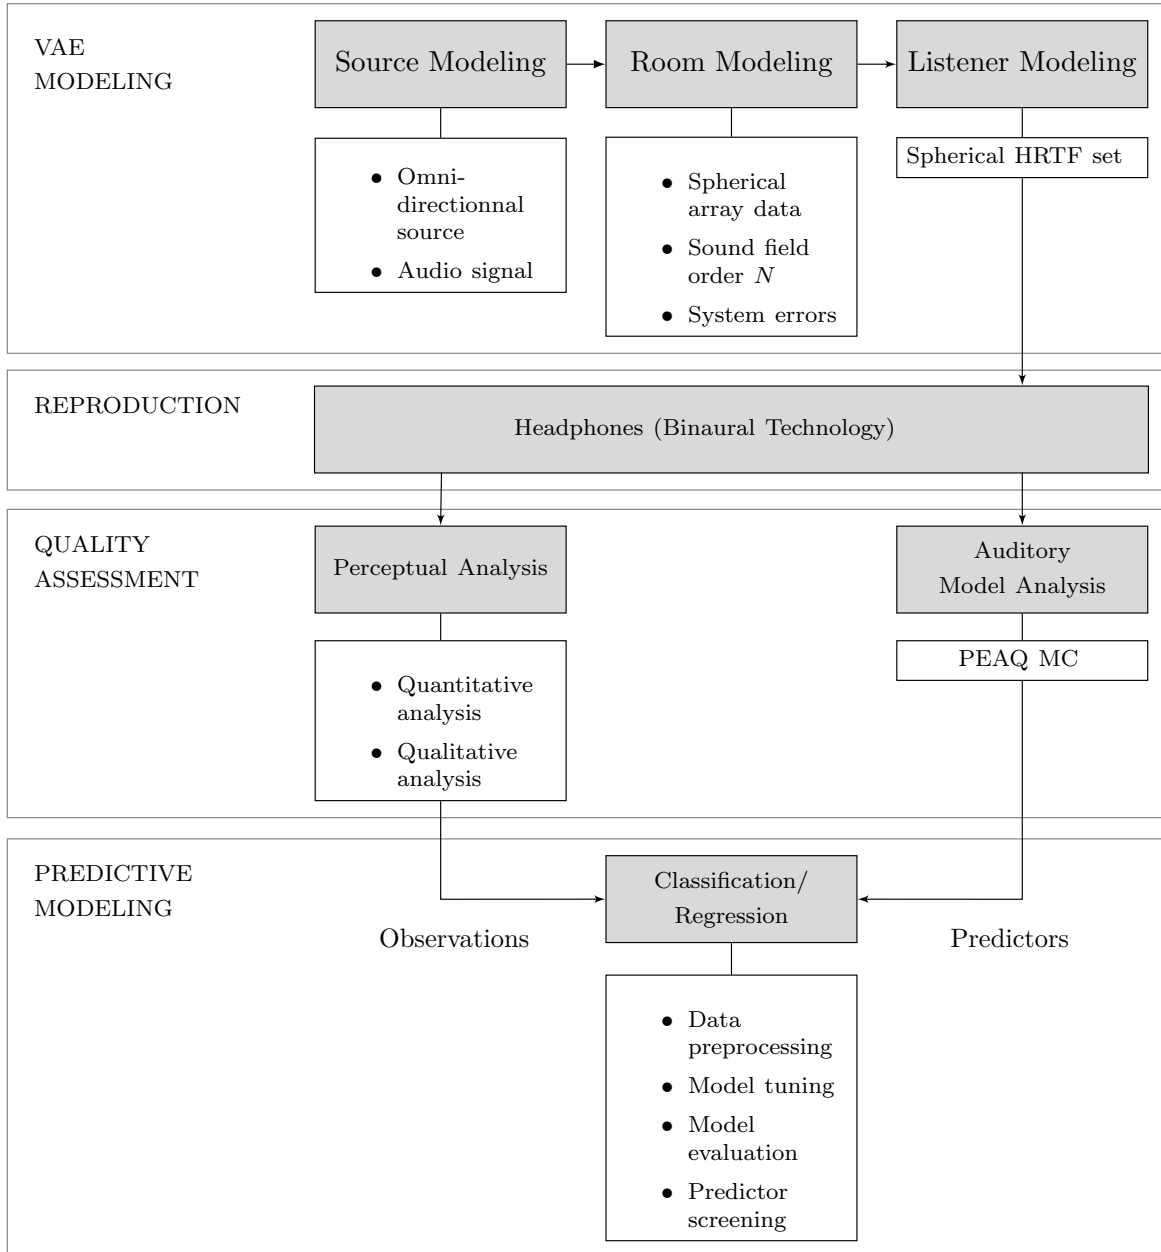 VAE
MODELING
Source Modeling
Room Modeling
Listener Modeling
• Omni-
directionnal
source
• Audio signal
• Spherical
array data
• Sound field
order N
• System errors
Spherical HRTF set
REPRODUCTION
Headphones (Binaural Technology)
QUALITY
ASSESSMENT
Perceptual Analysis
Auditory
Model Analysis
• Quantitative
analysis
• Qualitative
analysis
PEAQ MC
PREDICTIVE
MODELING
Classification/
Regression
Observations
Predictors
• Data
preprocessing
• Model tuning
• Model
evaluation
• Predictor
screening